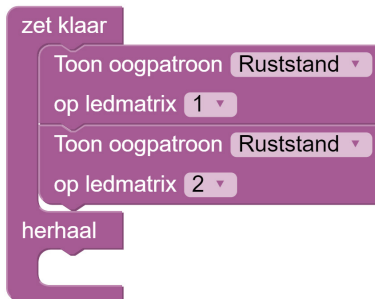 zet klaar
Toon oogpatroon Ruststand
op ledmatrix 1
Toon oogpatroon Ruststand
op ledmatrix 2
herhaal